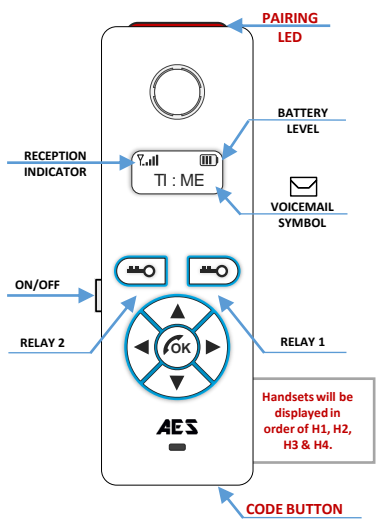 PAIRING
LED
BATTERY
LEVEL
RECEPTION
INDICATOR
TI : ME
VOICEMAIL
SYMBOL
ON/OFF
RELAY 2
RELAY 1
OK
Handsets will be
displayed in
order of H1, H2,
H3 & H4.
AES
CODE BUTTON